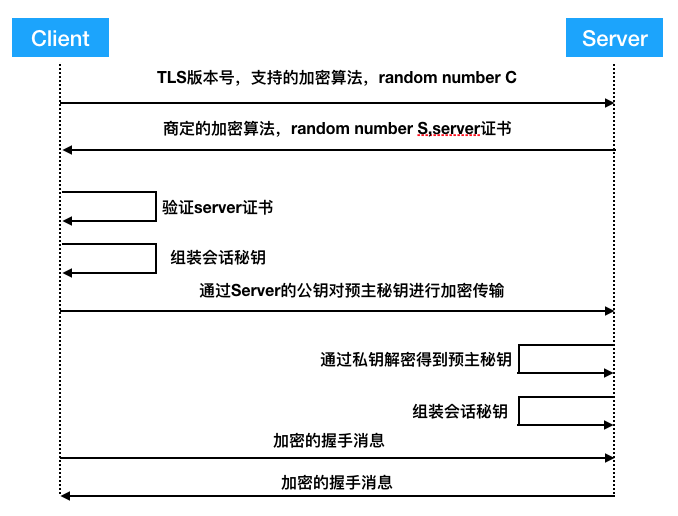 Client
Server
TLS版本号，支持的加密算法，random number C
商定的加密算法，random number S,server证书
验证server证书
组装会话秘钥
通过Server的公钥对预主秘钥进行加密传输
通过私钥解密得到预主秘钥
组装会话秘钥
加密的握手消息
加密的握手消息